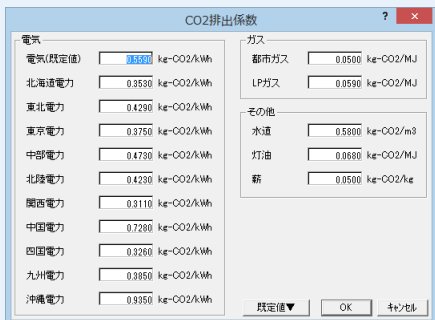 CO2排出係数
? ×
電気
電気(既定値) 0.5590 kg-CO2/kWh
北海道電力 0.3530 kg-CO2/kWh
東北電力 0.4290 kg-CO2/kWh
東京電力 0.3750 kg-CO2/kWh
中部電力 0.4730 kg-CO2/kWh
北陸電力 0.4230 kg-CO2/kWh
関西電力 0.3110 kg-CO2/kWh
中国電力 0.7280 kg-CO2/kWh
四国電力 0.3260 kg-CO2/kWh
九州電力 0.3850 kg-CO2/kWh
沖縄電力 0.9350 kg-CO2/kWh
ガス
都市ガス 0.0500 kg-CO2/MJ
LPガス 0.0590 kg-CO2/MJ
その他
水道 0.5800 kg-CO2/m3
灯油 0.0680 kg-CO2/MJ
薪 0.0500 kg-CO2/kg
既定値▼ OK キャンセル